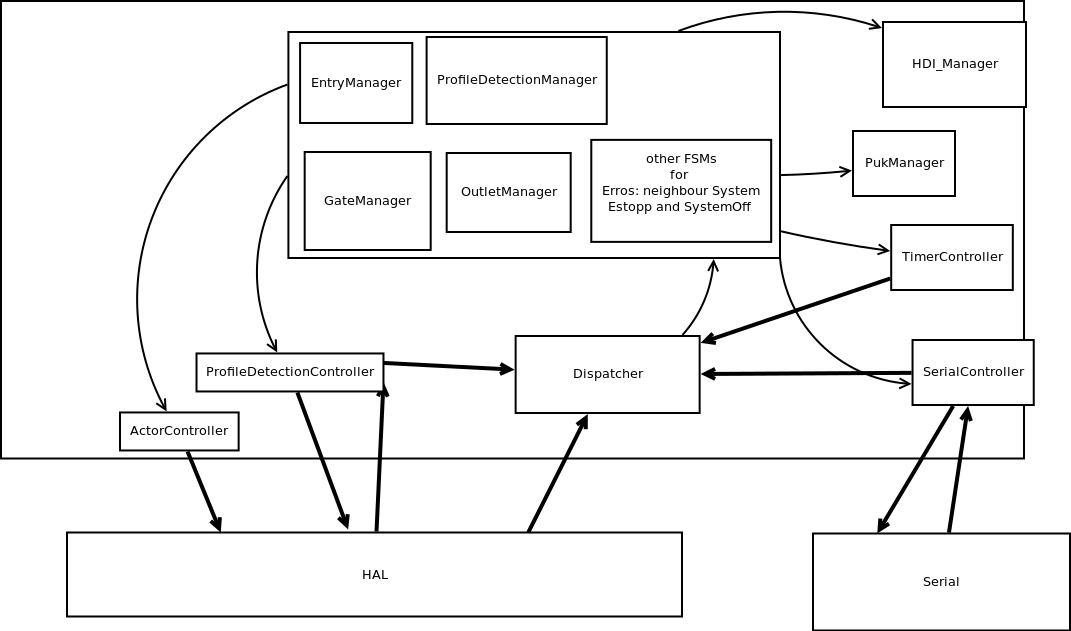 HDI_Manager
EntryManager
ProfileDetectionManager
PukManager
other FSMs
for
Erros: neighbour System
Estopp and SystemOff
GateManager
OutletManager
TimerController
ProfileDetectionController
Dispatcher
SerialController
ActorController
HAL
Serial